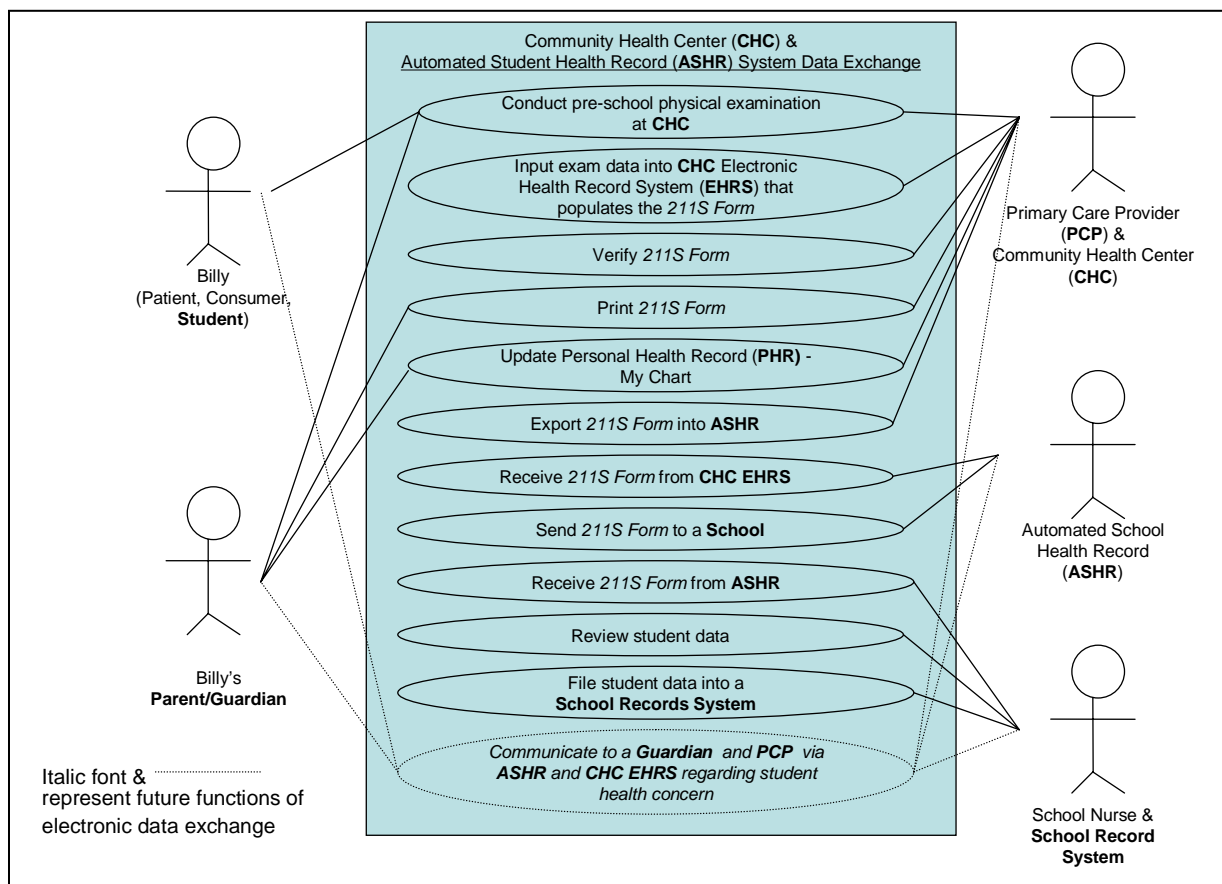 Community Health Center (CHC) &
Automated Student Health Record (ASHR) System Data Exchange
Conduct pre-school physical examination
at CHC
Input exam data into CHC Electronic
Health Record System (EHRS) that
populates the 211S Form
Verify 211S Form
Print 211S Form
Update Personal Health Record (PHR) -
My Chart
Export 211S Form into ASHR
Receive 211S Form from CHC EHRS
Send 211S Form to a School
Receive 211S Form from ASHR
Review student data
File student data into a
School Records System
Communicate to a Guardian and PCP via
ASHR and CHC EHRS regarding student
health concern
Billy
(Patient, Consumer,
Student)
Billy's
Parent/Guardian
Italic font &
represent future functions of
electronic data exchange
Primary Care Provider
(PCP) &
Community Health Center
(CHC)
Automated School
Health Record
(ASHR)
School Nurse &
School Record
System